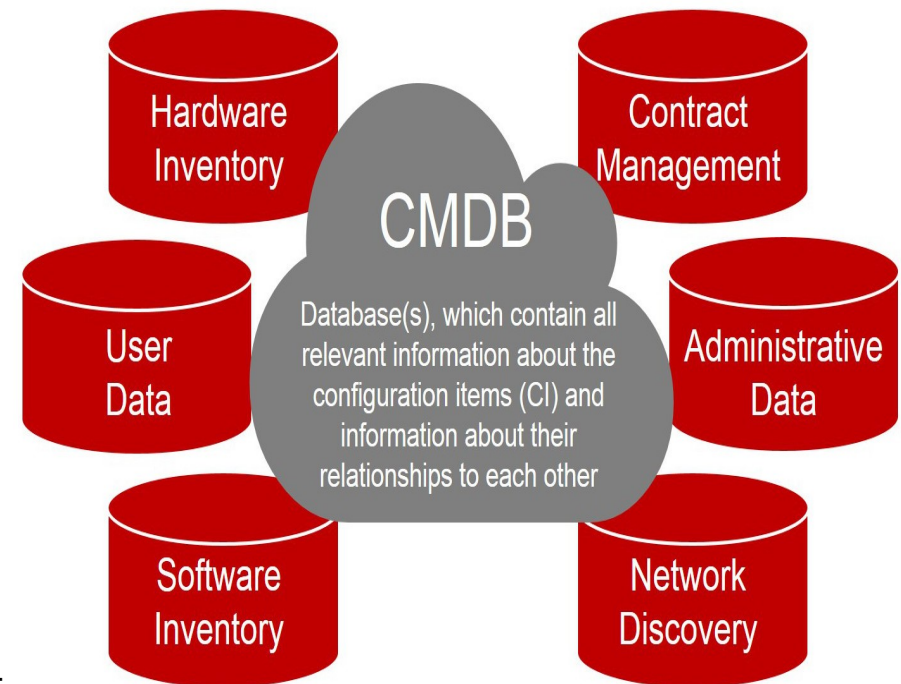 Hardware
Inventory
Contract
Management
CMDB
Database(s), which contain all
relevant information about the
configuration items (CI) and
information about their
relationships to each other
User
Data
Administrative
Data
Software
Inventory
Network
Discovery